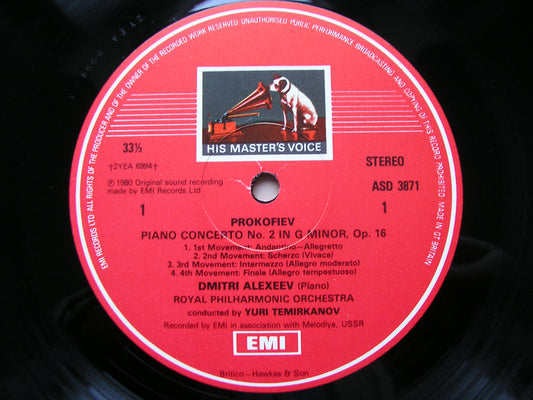 EMI RECORDS LTD ALL RIGHTS OF THE PRODUCER AND OF THE OWNER OF THE RECORDED WORK RESERVED UNAUTHORISED PUBLIC PERFORMANCE BROADCASTING AND COPYING OF THIS RECORD PROHIBITED MADE IN GT BRITAIN
HIS MASTER'S VOICE
33⅓
STEREO
†2YEA 6994†
ASD 3871
℗ 1980 Original sound recording
made by EMI Records Ltd
1
1
PROKOFIEV
PIANO CONCERTO No. 2 IN G MINOR, Op. 16
1. 1st Movement: Andantino—Allegretto
2. 2nd Movement: Scherzo (Vivace)
3. 3rd Movement: Intermezzo (Allegro moderato)
4. 4th Movement: Finale (Allegro tempestuoso)
DMITRI ALEXEEV (Piano)
ROYAL PHILHARMONIC ORCHESTRA
conducted by YURI TEMIRKANOV
Recorded by EMI in association with Melodiya, USSR
EMI
Britico – Hawkes & Son